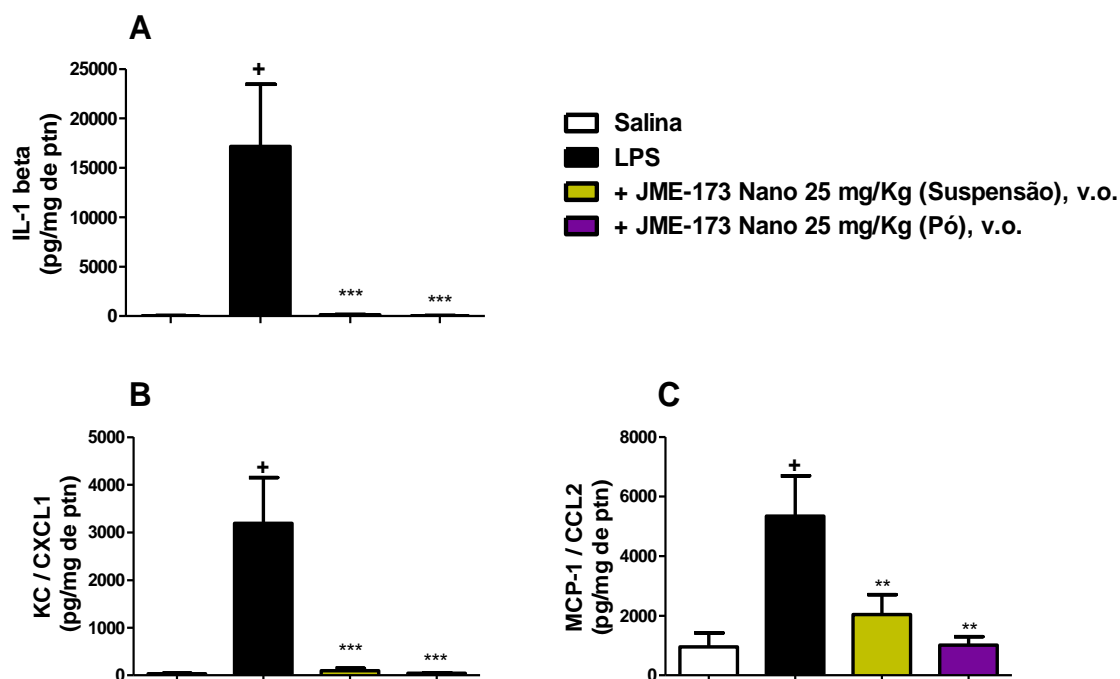 A
IL-1 beta
(pg/mg de ptn)
25000
20000
15000
10000
5000
0
+
***
***
Salina
LPS
+ JME-173 Nano 25 mg/Kg (Suspensão), v.o.
+ JME-173 Nano 25 mg/Kg (Pó), v.o.
B
KC / CXCL1
(pg/mg de ptn)
5000
4000
3000
2000
1000
0
+
***
***
C
MCP-1 / CCL2
(pg/mg de ptn)
8000
6000
4000
2000
0
+
**
**